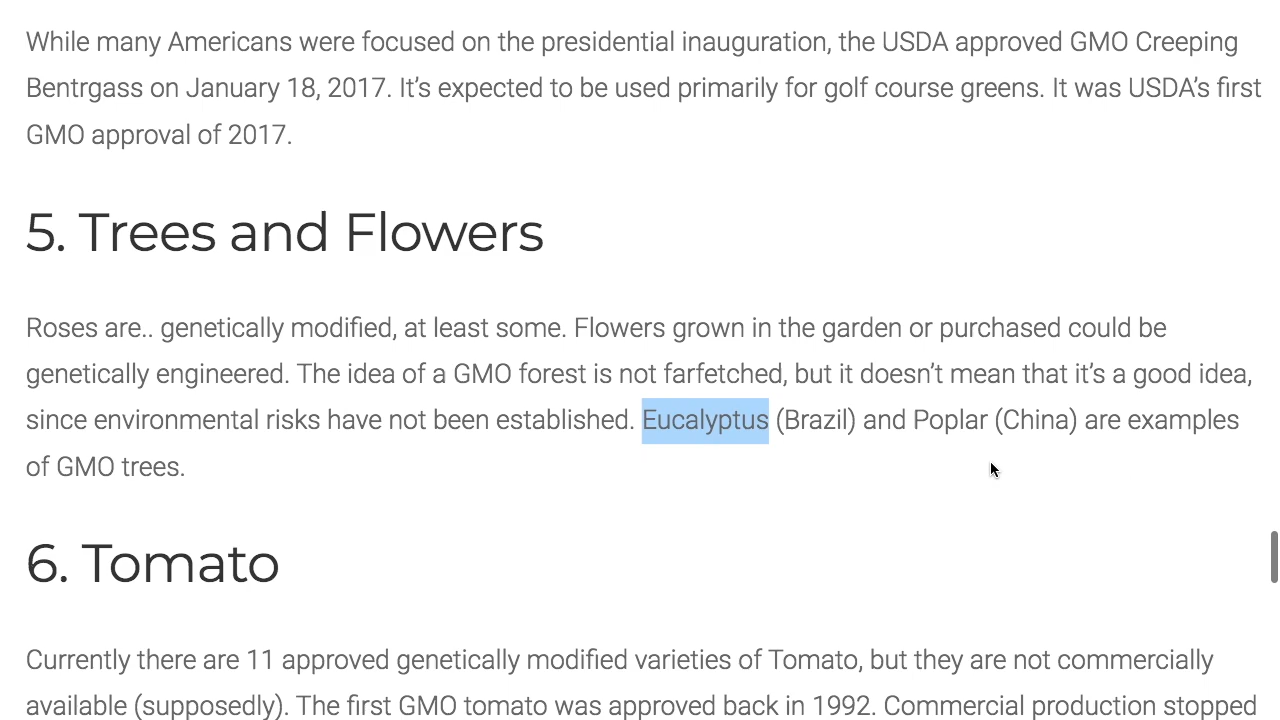 While many Americans were focused on the presidential inauguration, the USDA approved GMO Creeping
Bentrgass on January 18, 2017. It’s expected to be used primarily for golf course greens. It was USDA’s first
GMO approval of 2017.
5. Trees and Flowers
Roses are.. genetically modified, at least some. Flowers grown in the garden or purchased could be
genetically engineered. The idea of a GMO forest is not farfetched, but it doesn’t mean that it’s a good idea,
since environmental risks have not been established. Eucalyptus (Brazil) and Poplar (China) are examples
of GMO trees.
6. Tomato
Currently there are 11 approved genetically modified varieties of Tomato, but they are not commercially
available (supposedly). The first GMO tomato was approved back in 1992. Commercial production stopped